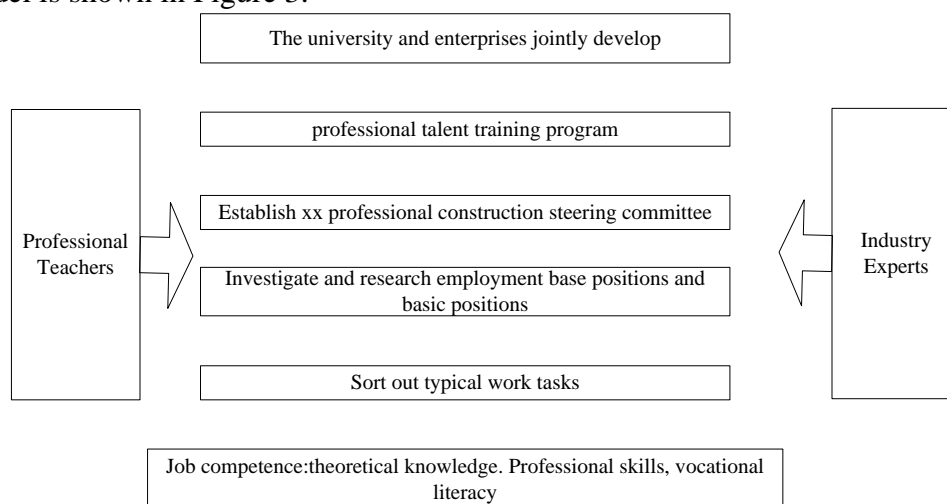 del is shown in Figure 3.
The university and enterprises jointly develop
professional talent training program
Establish xx professional construction steering committee
Professional
Teachers
Investigate and research employment base positions and
basic positions
Industry
Experts
Sort out typical work tasks
Job competence:theoretical knowledge. Professional skills, vocational
literacy